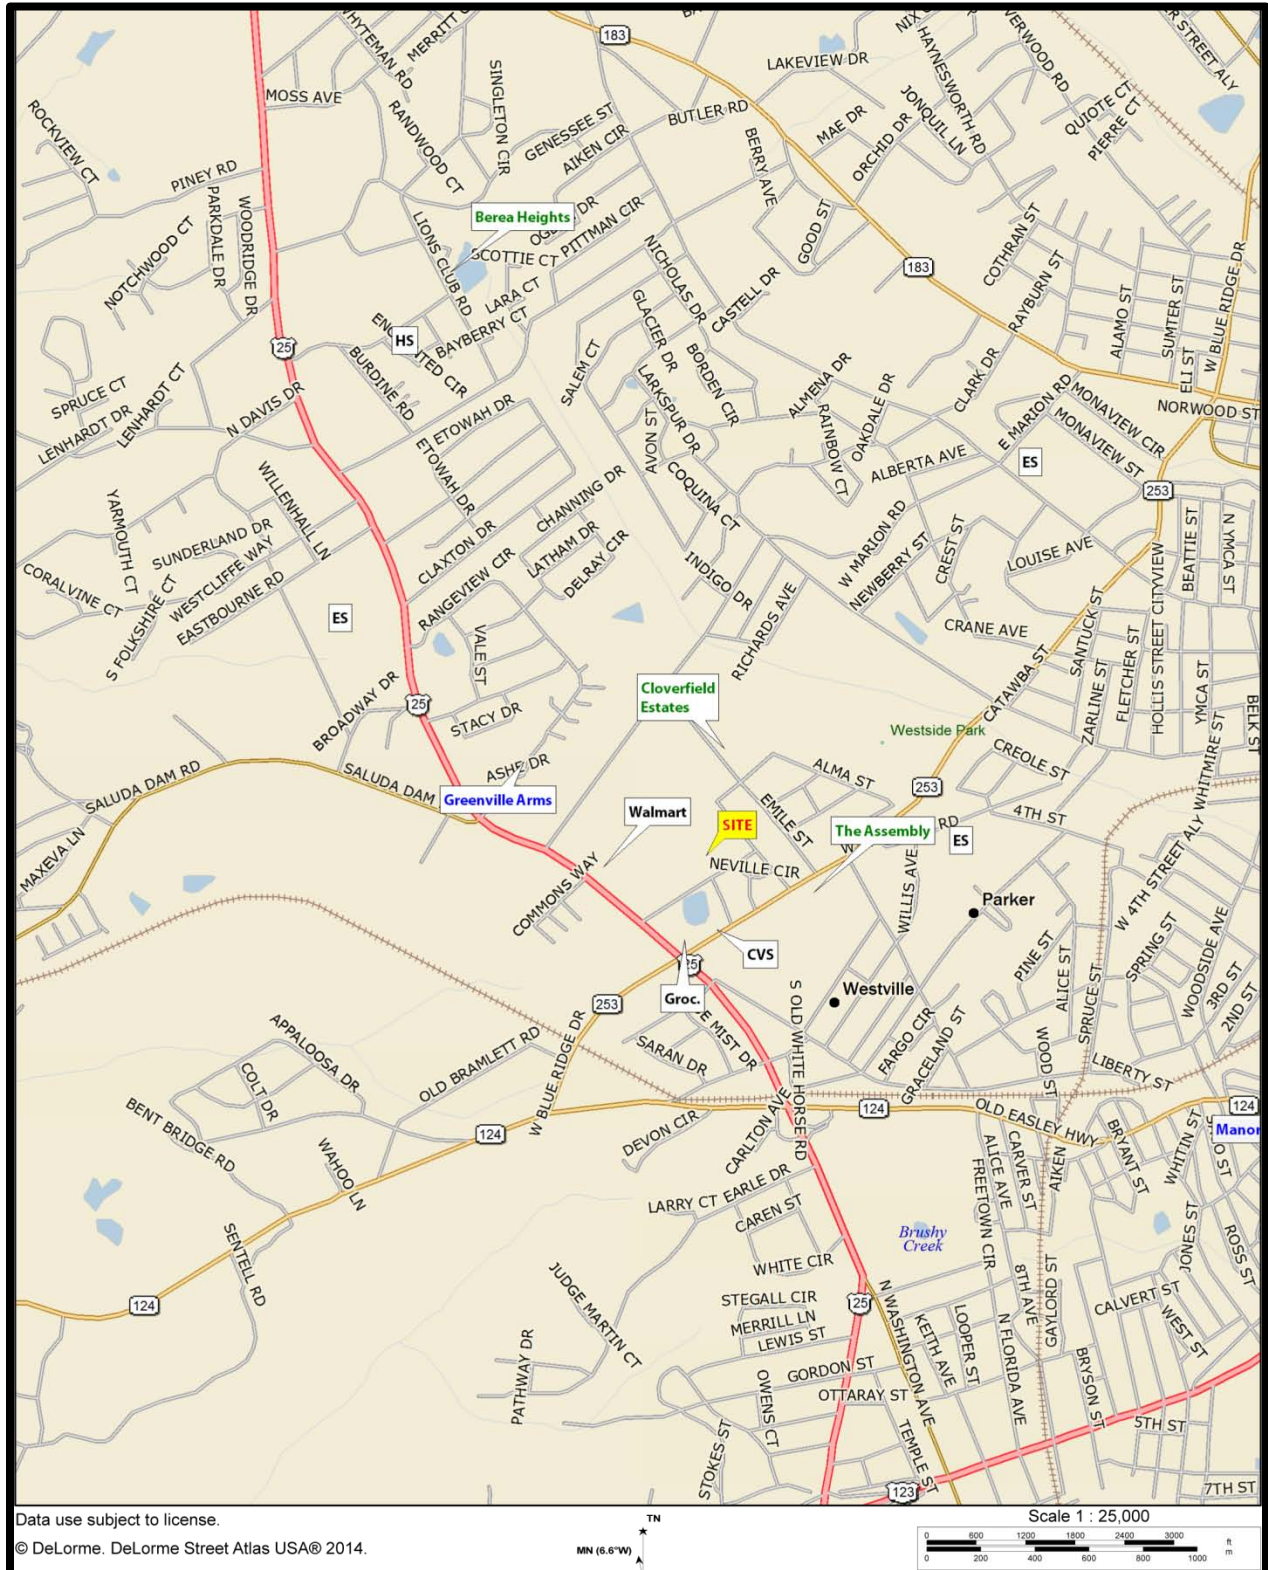 183
WHYTEMAN RD
MERRITT
HAYNESWORTH RD
LAKEVIEW DR
MOSS AVE
SINGLETON CIR
RANDWOOD CT
GENESSEE ST
AIKEN CIR
BUTLER RD
BERRY AVE
MAE DR
ORCHID DR
JONQUIL LN
QUIOTE CT
PIERRE CT
ROCKVIEW CT
PINEY RD
PARKDALE DR
WOODRIDGE DR
NOTCHWOOD CT
LIONS CLUB RD
Berea Heights
DR
PITTMAN CIR
SCOTTIE CT
LARA CT
BAYBERRY CT
NICHOLAS DR
CASTELL DR
GOOD ST
183
COTHRAN ST
RAYBURN ST
ALAMO ST
SUMTER ST
ELI ST
W BLUE RIDGE DR
25
HS
BURDINE RD
SALEM CT
GLACIER DR
BORDEN CIR
LARKSPUR DR
AVON ST
ALMENA DR
RAINBOW CT
OAKDALE DR
CLARK DR
E MARION RD
MONAVIEW CIR
MONAVIEW ST
NORWOOD ST
SPRUCE CT
LENHARDT DR
LENHARDT CT
N DAVIS DR
ETOWAH DR
ETOWAH DR
ALBERTA AVE
ES
253
WILLENHALL LN
YARMOUTH CT
SUNDERLAND DR
WESTCLIFFE WAY
EASTBOURNE RD
CORALVINE CT
S FOLKSHIRE CT
CHANNING DR
CLAXTON DR
LATHAM DR
RANGEVIEW CIR
DELRAY CIR
COQUINA CT
INDIGO DR
RICHARDS AVE
W MARION RD
NEWBERRY ST
CREST ST
LOUISE AVE
CRANE AVE
BEATTIE ST
N YMCA ST
ES
VALE ST
SANTUCK ST
CATAWBA ST
ZARLINE ST
FLETCHER ST
HOLLIS STREET CITYVIEW
YMCA ST
BELK ST
Cloverfield
Estates
BROADWAY DR
25
STACY DR
Westside Park
CREOLE ST
SALUDA DAM RD
SALUDA DAM
ASHE DR
Greenville Arms
Walmart
SITE
ALMA ST
EMILE ST
253
The Assembly
RD
4TH ST
ES
W 4TH STREET ALY WHITMIRE ST
MAXEVA LN
COMMONS WAY
NEVILLE CIR
WILLIS AVE
Parker
PINE ST
ALICE ST
SPRING ST
WOODSIDE AVE
3RD ST
2ND ST
CVS
253
Groc.
Westville
S OLD WHITE HORSE RD
SPRUCE ST
APPALOOSA DR
COLT DR
OLD BRAMLETT RD
W BLUE RIDGE DR
MIST DR
SARAN DR
FARGO CIR
GRACELAND ST
WOOD ST
LIBERTY ST
BENT BRIDGE RD
WAHOO LN
124
DEVON CIR
CARLTON AVE
124
OLD EASLEY HWY
124
Manor
ALICE AVE
CARVER ST
AIKEN
BRYANT ST
WHITIN ST
LARRY CT
EARLE DR
CAREN ST
FREETOWN CIR
Brushy
Creek
WHITE CIR
JONES ST
ROSS ST
SENTELL RD
124
JUDGE MARTIN CT
PATHWAY DR
STEGALL CIR
MERRILL LN
LEWIS ST
25
N WASHINGTON AVE
KEITH AVE
LOOPER ST
8TH AVE
N FLORIDA AVE
GAYLORD ST
CALVERT ST
WEST ST
GORDON ST
OTTARAY ST
OWENS CT
STOKES ST
TEMPLE ST
BRYSON ST
5TH ST
7TH ST
123
Data use subject to license.
© DeLorme. DeLorme Street Atlas USA® 2014.
TN
MN (6.6°W)
Scale 1 : 25,000
0 600 1200 1800 2400 3000
ft
m
0 200 400 600 800 1000